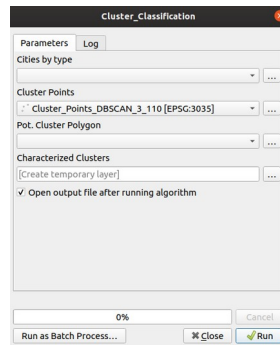 Cluster_Classification
Parameters Log
Cities by type
...
Cluster Points
Cluster_Points_DBSCAN_3_110 [EPSG:3035]
...
Pot. Cluster Polygon
...
Characterized Clusters
[Create temporary layer]
...
Open output file after running algorithm
0%
Cancel
Run as Batch Process...
Close
Run